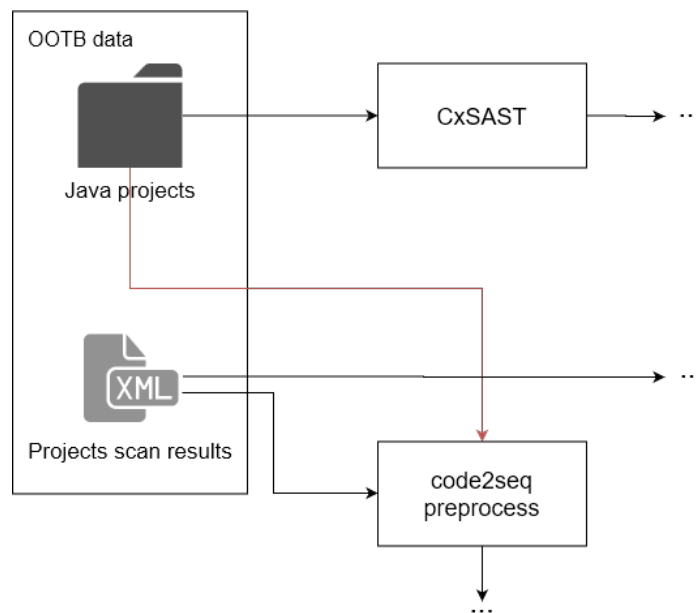 OOTB data
CxSAST
..
Java projects
XML
..
Projects scan results
code2seq
preprocess
...